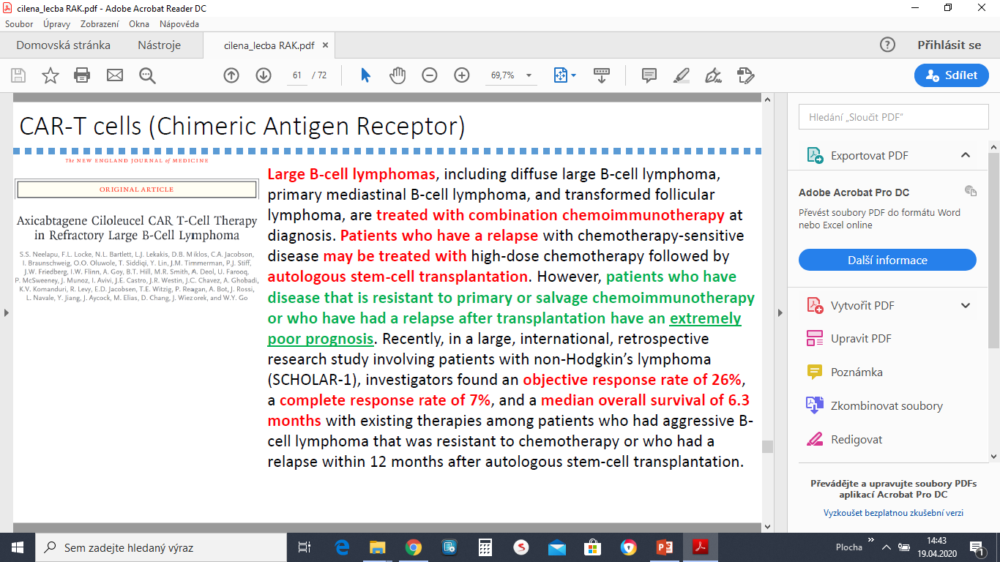 cilena_lecba RAK.pdf - Adobe Acrobat Reader DC
Soubor Úpravy Zobrazení Okna Nápověda
Domovská stránka Nástroje cilena_lecba RAK.pdf × Přihlásit se
61 / 72 69,7% Sdílet
CAR-T cells (Chimeric Antigen Receptor)
The NEW ENGLAND JOURNAL of MEDICINE
ORIGINAL ARTICLE
Axicabtagene Ciloleucel CAR T-Cell Therapy
in Refractory Large B-Cell Lymphoma
S.S. Neelapu, F.L. Locke, N.L. Bartlett, L.J. Lekakis, D.B. Miklos, C.A. Jacobson,
I. Braunschweig, O.O. Oluwole, T. Siddiqi, Y. Lin, J.M. Timmerman, P.J. Stiff,
J.W. Friedberg, I.W. Flinn, A. Goy, B.T. Hill, M.R. Smith, A. Deol, U. Farooq,
P. McSweeney, J. Munoz, I. Avivi, J.E. Castro, J.R. Westin, J.C. Chavez, A. Ghobadi,
K.V. Komanduri, R. Levy, E.D. Jacobsen, T.E. Witzig, P. Reagan, A. Bot, J. Rossi,
L. Navale, Y. Jiang, J. Aycock, M. Elias, D. Chang, J. Wiezorek, and W.Y. Go
Large B-cell lymphomas, including diffuse large B-cell lymphoma,
primary mediastinal B-cell lymphoma, and transformed follicular
lymphoma, are treated with combination chemoimmunotherapy at
diagnosis. Patients who have a relapse with chemotherapy-sensitive
disease may be treated with high-dose chemotherapy followed by
autologous stem-cell transplantation. However, patients who have
disease that is resistant to primary or salvage chemoimmunotherapy
or who have had a relapse after transplantation have an extremely
poor prognosis. Recently, in a large, international, retrospective
research study involving patients with non-Hodgkin’s lymphoma
(SCHOLAR-1), investigators found an objective response rate of 26%,
a complete response rate of 7%, and a median overall survival of 6.3
months with existing therapies among patients who had aggressive B-
cell lymphoma that was resistant to chemotherapy or who had a
relapse within 12 months after autologous stem-cell transplantation.
Hledání „Sloučit PDF"
Exportovat PDF
Adobe Acrobat Pro DC
Převést soubory PDF do formátu Word
nebo Excel online
Další informace
Vytvořit PDF
Upravit PDF
Poznámka
Zkombinovat soubory
Redigovat
Převádějte a upravujte soubory PDFs
aplikací Acrobat Pro DC
Vyzkoušet bezplatnou zkušební verzi
Sem zadejte hledaný výraz
Plocha » 14:43
19.04.2020
1